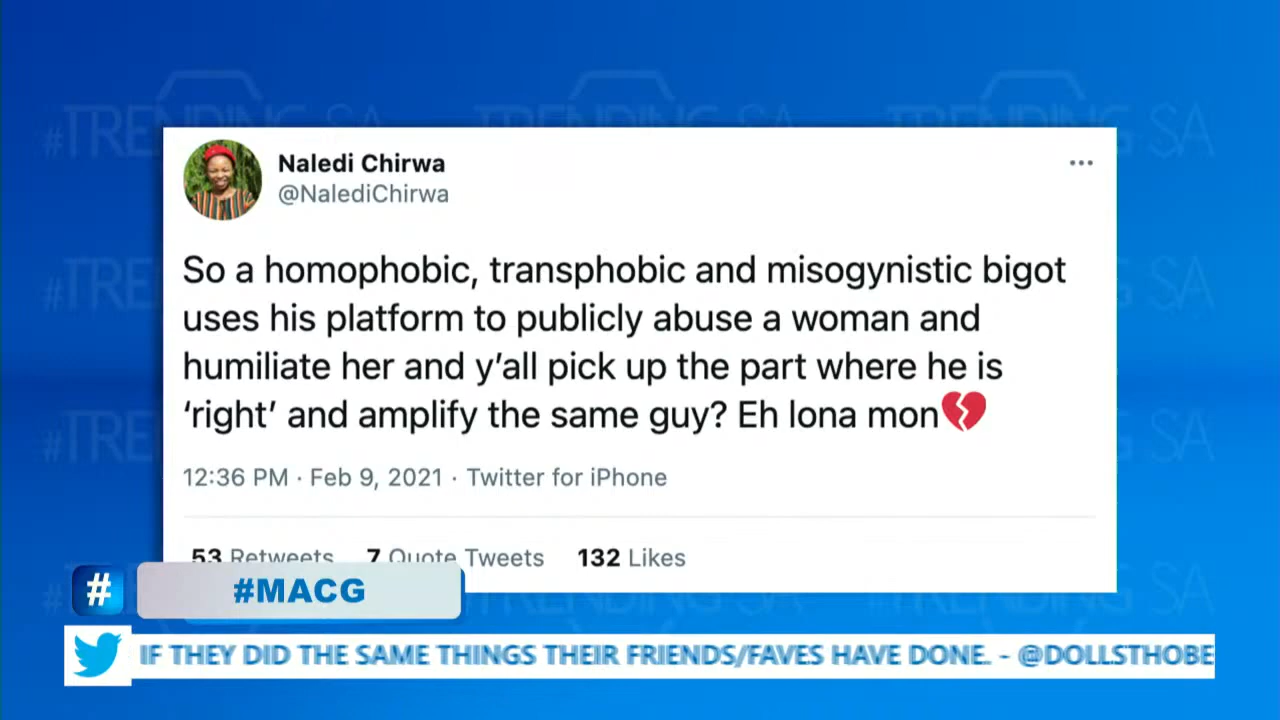 #TRENDING SA
Naledi Chirwa
@NalediChirwa
So a homophobic, transphobic and misogynistic bigot
uses his platform to publicly abuse a woman and
humiliate her and y’all pick up the part where he is
‘right’ and amplify the same guy? Eh lona mon💔
12:36 PM · Feb 9, 2021 · Twitter for iPhone
53 Retweets 7 Quote Tweets 132 Likes
# #MACG
IF THEY DID THE SAME THINGS THEIR FRIENDS/FAVES HAVE DONE. - @DOLLSTHOBE